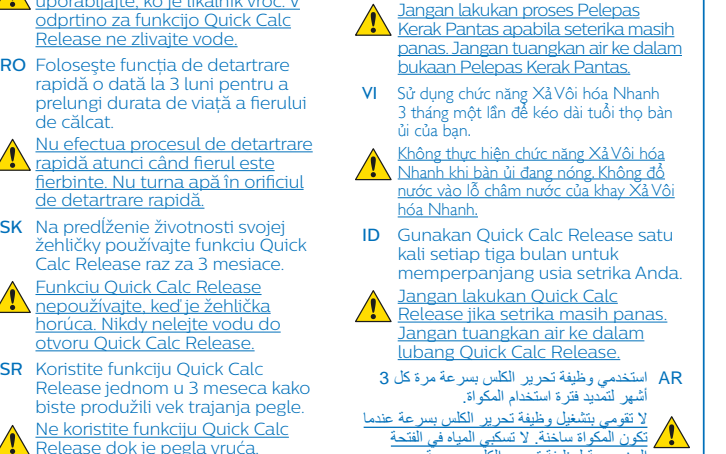 uporabljajte, ko je likalnik vroč. V
odprtino za funkcijo Quick Calc
Release ne zlivajte vode.
RO Foloseşte funcția de detartrare
rapidă o dată la 3 luni pentru a
prelungi durata de viață a fierului
de călcat.
Nu efectua procesul de detartrare
rapidă atunci când fierul este
fierbinte. Nu turna apă în orificiul
de detartrare rapidă.
SK Na predĺženie životnosti svojej
žehličky používajte funkciu Quick
Calc Release raz za 3 mesiace.
Funkciu Quick Calc Release
nepoužívajte, keď je žehlička
horúca. Nikdy nelejte vodu do
otvoru Quick Calc Release.
SR Koristite funkciju Quick Calc
Release jednom u 3 meseca kako
biste produžili vek trajanja pegle.
Ne koristite funkciju Quick Calc
Release dok je pegla vruća.
Jangan lakukan proses Pelepas
Kerak Pantas apabila seterika masih
panas. Jangan tuangkan air ke dalam
bukaan Pelepas Kerak Pantas.
VI Sử dụng chức năng Xả Vôi hóa Nhanh
3 tháng một lần để kéo dài tuổi thọ bàn
ủi của bạn.
Không thực hiện chức năng Xả Vôi hóa
Nhanh khi bàn ủi đang nóng. Không đổ
nước vào lỗ châm nước của khay Xả Vôi
hóa Nhanh.
ID Gunakan Quick Calc Release satu
kali setiap tiga bulan untuk
memperpanjang usia setrika Anda.
Jangan lakukan Quick Calc
Release jika setrika masih panas.
Jangan tuangkan air ke dalam
lubang Quick Calc Release.
AR استخدمي وظيفة تحرير الكلس بسرعة مرة كل 3
أشهر لتمديد فترة استخدام المكواة.
لا تقومي بتشغيل وظيفة تحرير الكلس بسرعة عندما
تكون المكواة ساخنة. لا تسكبي المياه في الفتحة